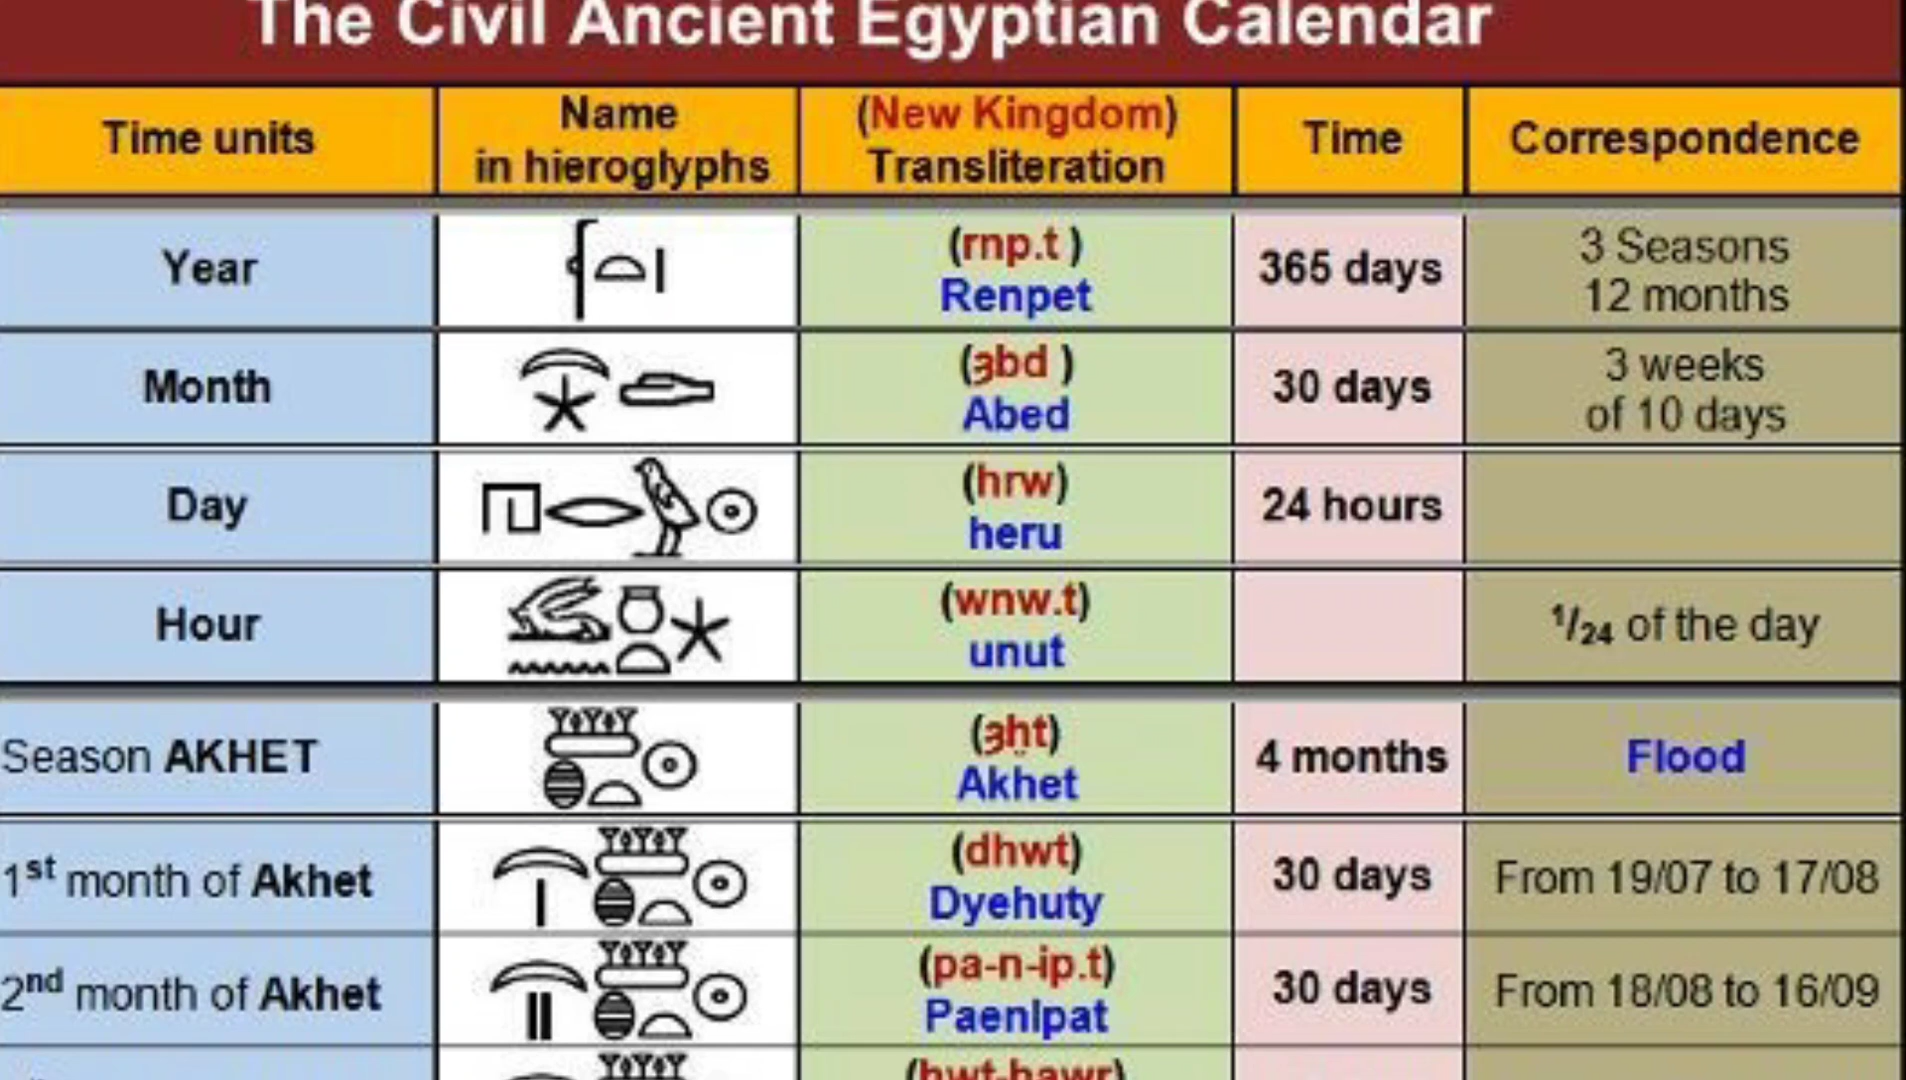 The Civil Ancient Egyptian Calendar
Time units
Name
in hieroglyphs
(New Kingdom)
Transliteration
Time
Correspondence
Year
(rnp.t )
Renpet
365 days
3 Seasons
12 months
Month
(ꜣbd )
Abed
30 days
3 weeks
of 10 days
Day
(hrw)
heru
24 hours
Hour
(wnw.t)
unut
¹/₂₄ of the day
Season AKHET
(ꜣḥt)
Akhet
4 months
Flood
1st month of Akhet
(dhwt)
Dyehuty
30 days
From 19/07 to 17/08
2nd month of Akhet
(pa-n-ip.t)
PaenIpat
30 days
From 18/08 to 16/09
(hwt-hawr)